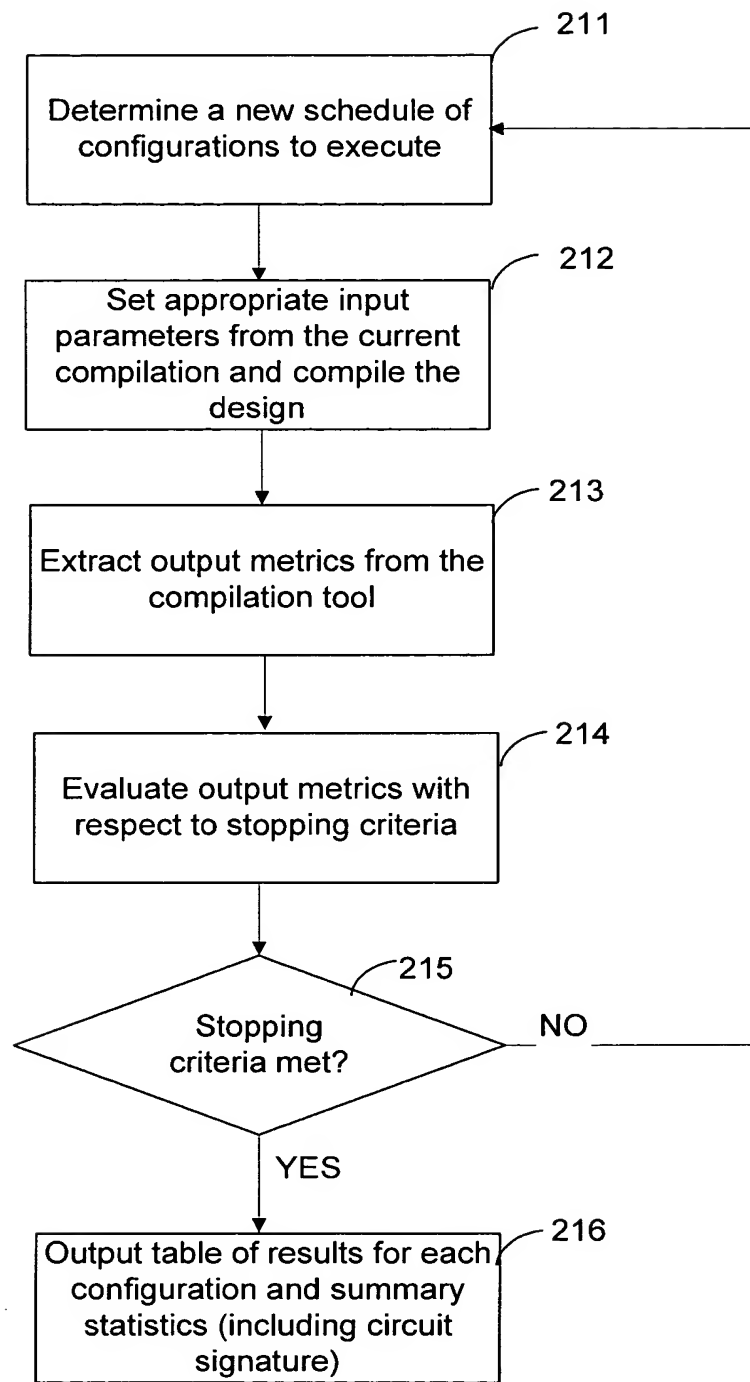 211
Determine a new schedule of
configurations to execute
212
Set appropriate input
parameters from the current
compilation and compile the
design
213
Extract output metrics from the
compilation tool
214
Evaluate output metrics with
respect to stopping criteria
215
Stopping
criteria met?
NO
YES
216
Output table of results for each
configuration and summary
statistics (including circuit
signature)